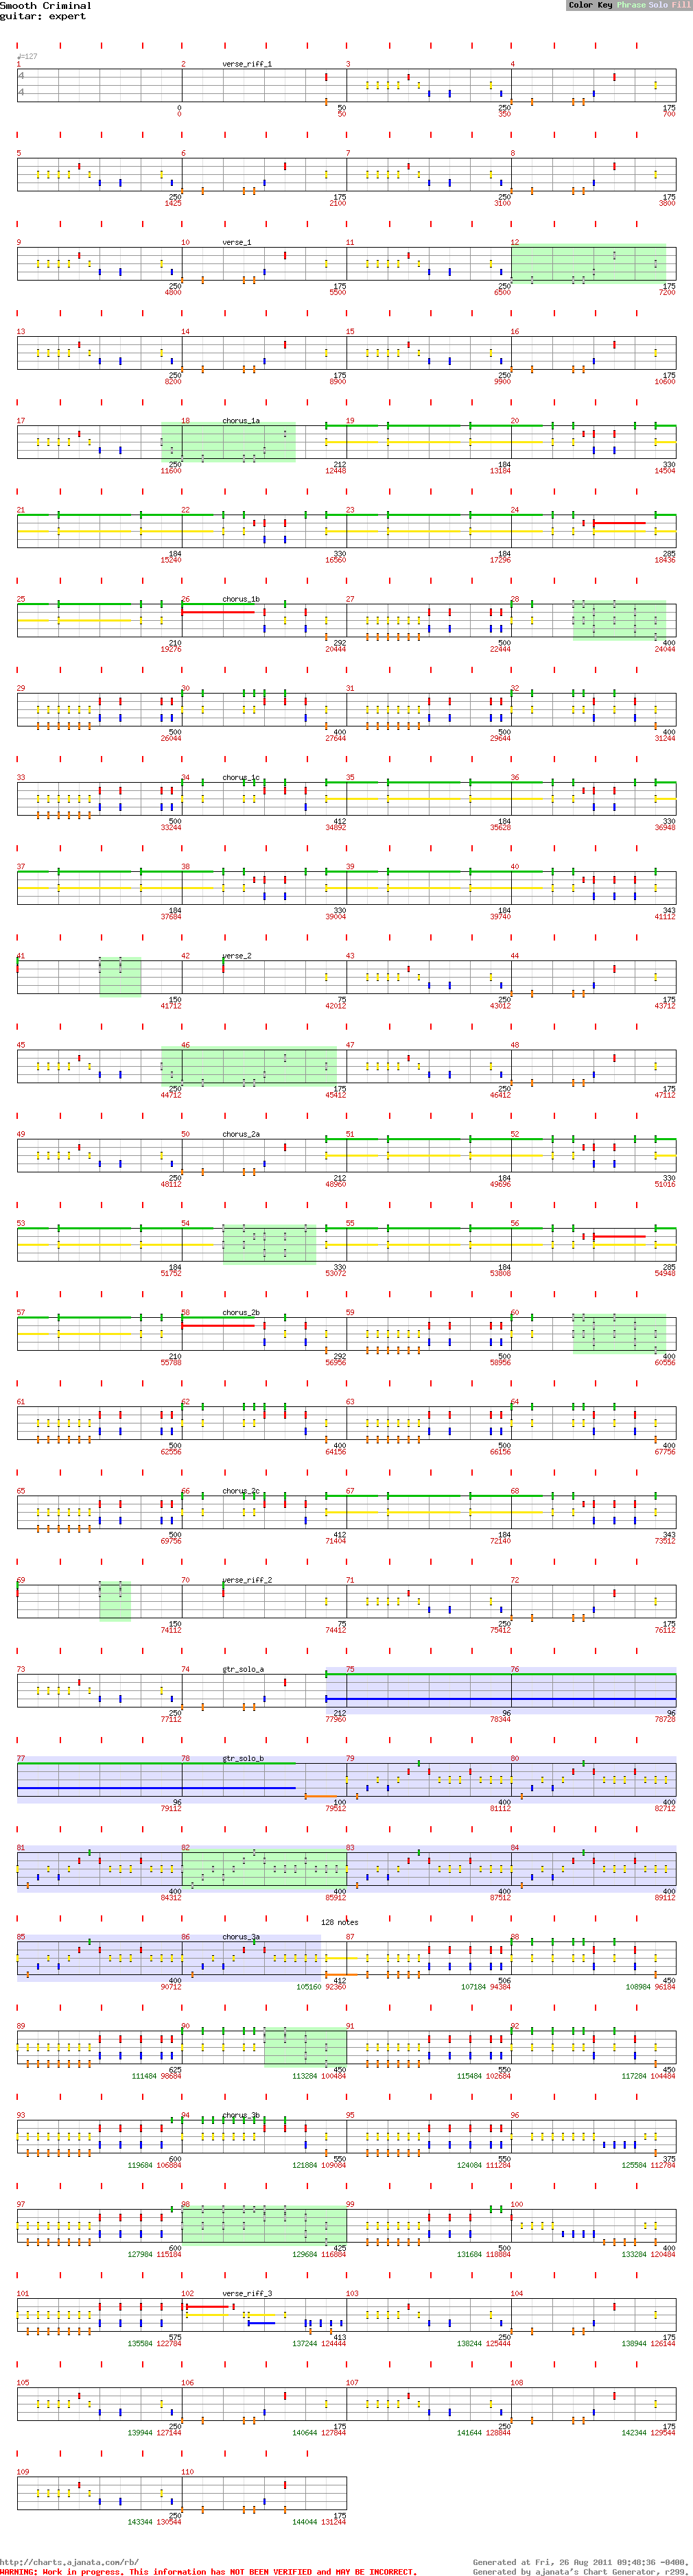 Smooth Criminal
Color Key Phrase Solo Fill
guitar: expert
♩=127
1 2 verse_riff_1 3 4
4
4
0 50 250 175
0 50 350 700
5 6 7 8
250 175 250 175
1425 2100 3100 3800
9 10 verse_1 11 12
250 175 250 175
4800 5500 6500 7200
13 14 15 16
250 175 250 175
8200 8900 9900 10600
17 18 chorus_1a 19 20
250 212 184 330
11600 12448 13184 14504
21 22 23 24
184 330 184 285
15240 16560 17296 18436
25 26 chorus_1b 27 28
210 292 500 400
19276 20444 22444 24044
29 30 31 32
500 400 500 400
26044 27644 29644 31244
33 34 chorus_1c 35 36
500 412 184 330
33244 34892 35628 36948
37 38 39 40
184 330 184 343
37684 39004 39740 41112
41 42 verse_2 43 44
150 75 250 175
41712 42012 43012 43712
45 46 47 48
250 175 250 175
44712 45412 46412 47112
49 50 chorus_2a 51 52
250 212 184 330
48112 48960 49696 51016
53 54 55 56
184 330 184 285
51752 53072 53808 54948
57 58 chorus_2b 59 60
210 292 500 400
55788 56956 58956 60556
61 62 63 64
500 400 500 400
62556 64156 66156 67756
65 66 chorus_2c 67 68
500 412 184 343
69756 71404 72140 73512
69 70 verse_riff_2 71 72
150 75 250 175
74112 74412 75412 76112
73 74 gtr_solo_a 75 76
250 212 96 96
77112 77960 78344 78728
77 78 gtr_solo_b 79 80
96 100 400 400
79112 79512 81112 82712
81 82 83 84
400 400 400 400
84312 85912 87512 89112
128 notes
85 86 chorus_3a 87 88
400 412 506 450
90712 105160 92360 107184 94384 108984 96184
89 90 91 92
625 450 550 450
111484 98684 113284 100484 115484 102684 117284 104484
93 94 chorus_3b 95 96
600 550 550 375
119684 106884 121884 109084 124084 111284 125584 112784
97 98 99 100
600 425 500 400
127984 115184 129684 116884 131684 118884 133284 120484
101 102 verse_riff_3 103 104
575 413 250 175
135584 122784 137244 124444 138244 125444 138944 126144
105 106 107 108
250 175 250 175
139944 127144 140644 127844 141644 128844 142344 129544
109 110
250 175
143344 130544 144044 131244
http://charts.ajanata.com/rb/ Generated at Fri, 26 Aug 2011 09:48:36 -0400.
WARNING: Work in progress. This information has NOT BEEN VERIFIED and MAY BE INCORRECT. Generated by ajanata's Chart Generator, r299.